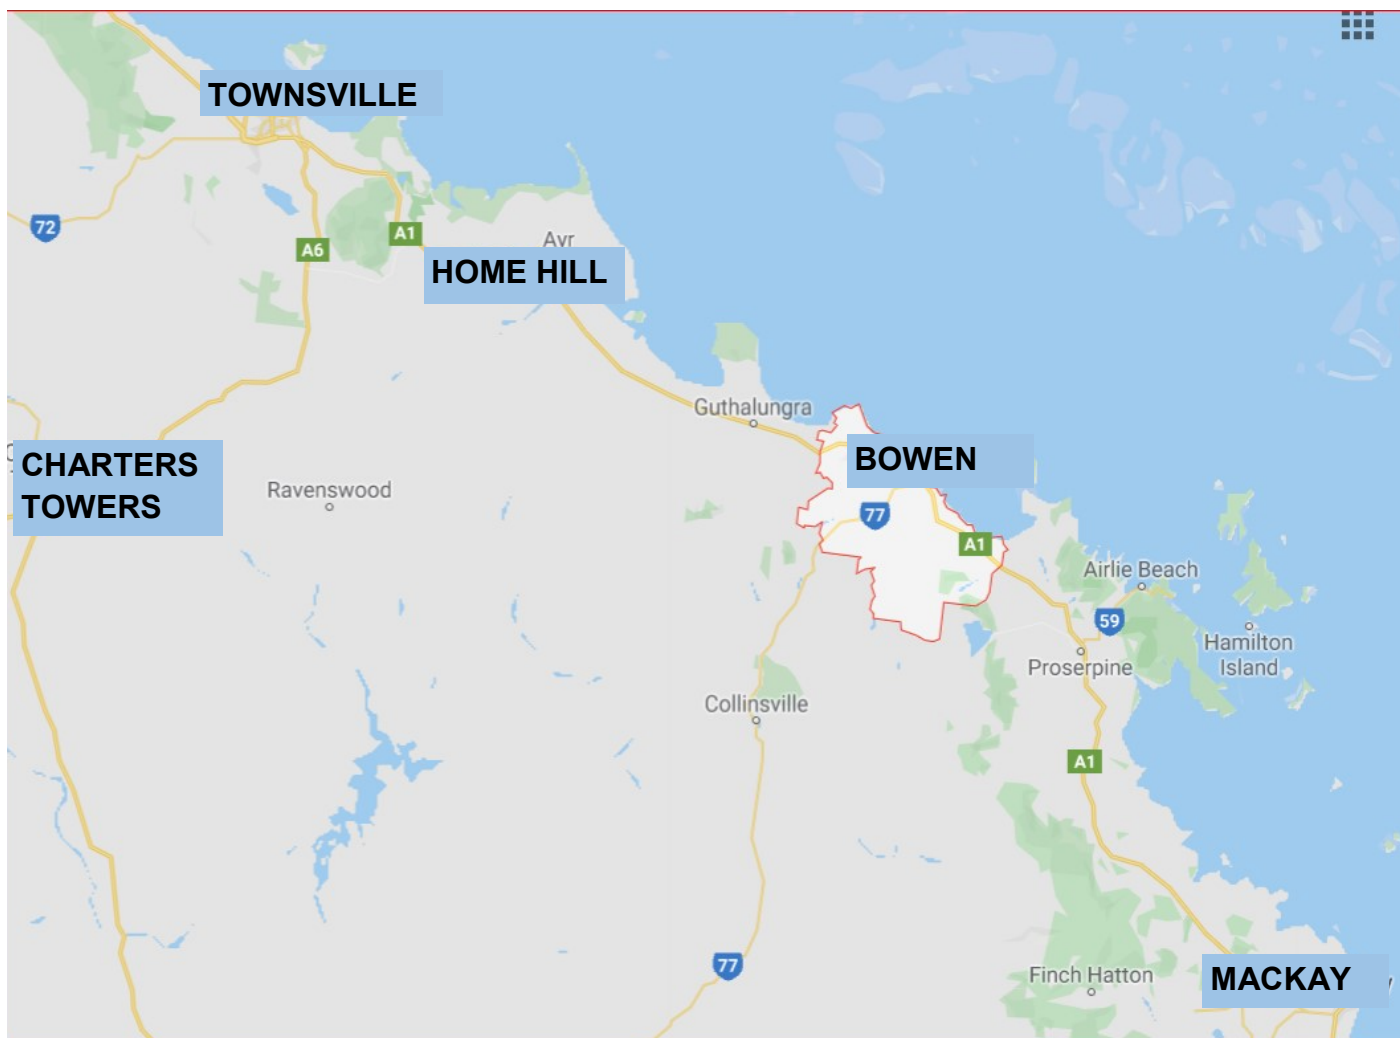 TOWNSVILLE
72
A6
A1
Ayr
HOME HILL
Guthalungra
CHARTERS
TOWERS
BOWEN
Ravenswood
77
A1
Airlie Beach
59
Hamilton
Island
Proserpine
Collinsville
A1
77
Finch Hatton
MACKAY